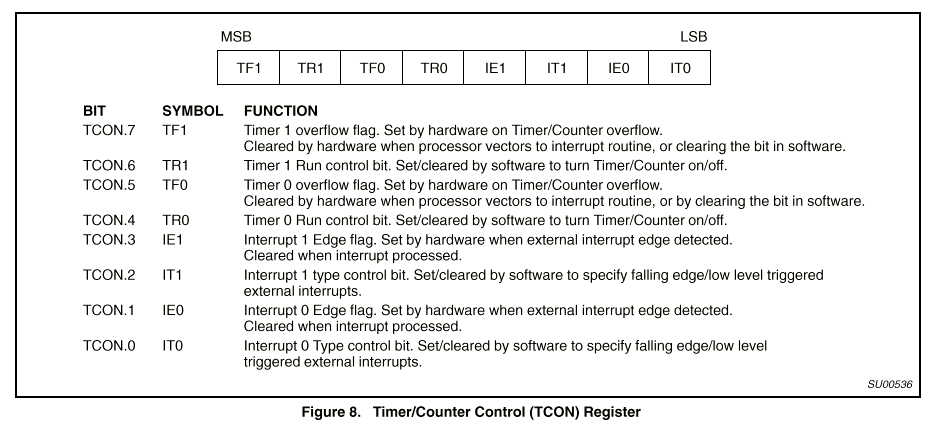 MSB LSB
TF1 TR1 TF0 TR0 IE1 IT1 IE0 IT0
BIT SYMBOL FUNCTION
TCON.7 TF1 Timer 1 overflow flag. Set by hardware on Timer/Counter overflow.
Cleared by hardware when processor vectors to interrupt routine, or clearing the bit in software.
TCON.6 TR1 Timer 1 Run control bit. Set/cleared by software to turn Timer/Counter on/off.
TCON.5 TF0 Timer 0 overflow flag. Set by hardware on Timer/Counter overflow.
Cleared by hardware when processor vectors to interrupt routine, or by clearing the bit in software.
TCON.4 TR0 Timer 0 Run control bit. Set/cleared by software to turn Timer/Counter on/off.
TCON.3 IE1 Interrupt 1 Edge flag. Set by hardware when external interrupt edge detected.
Cleared when interrupt processed.
TCON.2 IT1 Interrupt 1 type control bit. Set/cleared by software to specify falling edge/low level triggered
external interrupts.
TCON.1 IE0 Interrupt 0 Edge flag. Set by hardware when external interrupt edge detected.
Cleared when interrupt processed.
TCON.0 IT0 Interrupt 0 Type control bit. Set/cleared by software to specify falling edge/low level
triggered external interrupts.
SU00536
Figure 8. Timer/Counter Control (TCON) Register